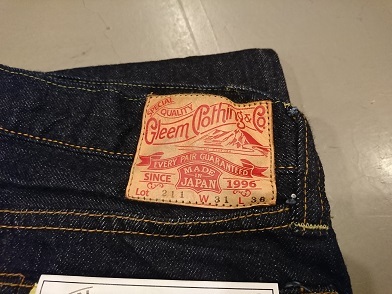 SPECIAL QUALITY
Gleem Clothing & Co.
EVERY PAIR GUARANTEED
SINCE MADE IN JAPAN 1996
Lot 211 W 31 L 36